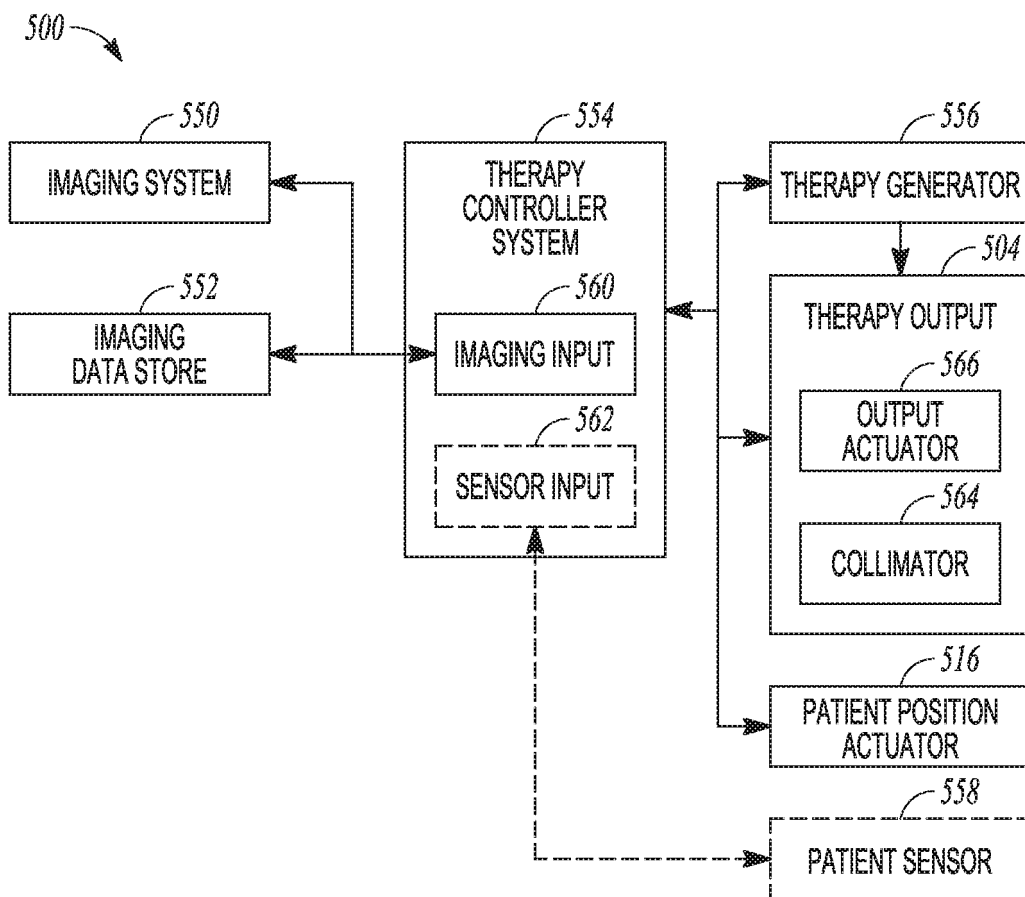 500
550
IMAGING SYSTEM
552
IMAGING
DATA STORE
554
THERAPY
CONTROLLER
SYSTEM
560
IMAGING INPUT
562
SENSOR INPUT
556
THERAPY GENERATOR
504
THERAPY OUTPUT
566
OUTPUT
ACTUATOR
564
COLLIMATOR
516
PATIENT POSITION
ACTUATOR
558
PATIENT SENSOR